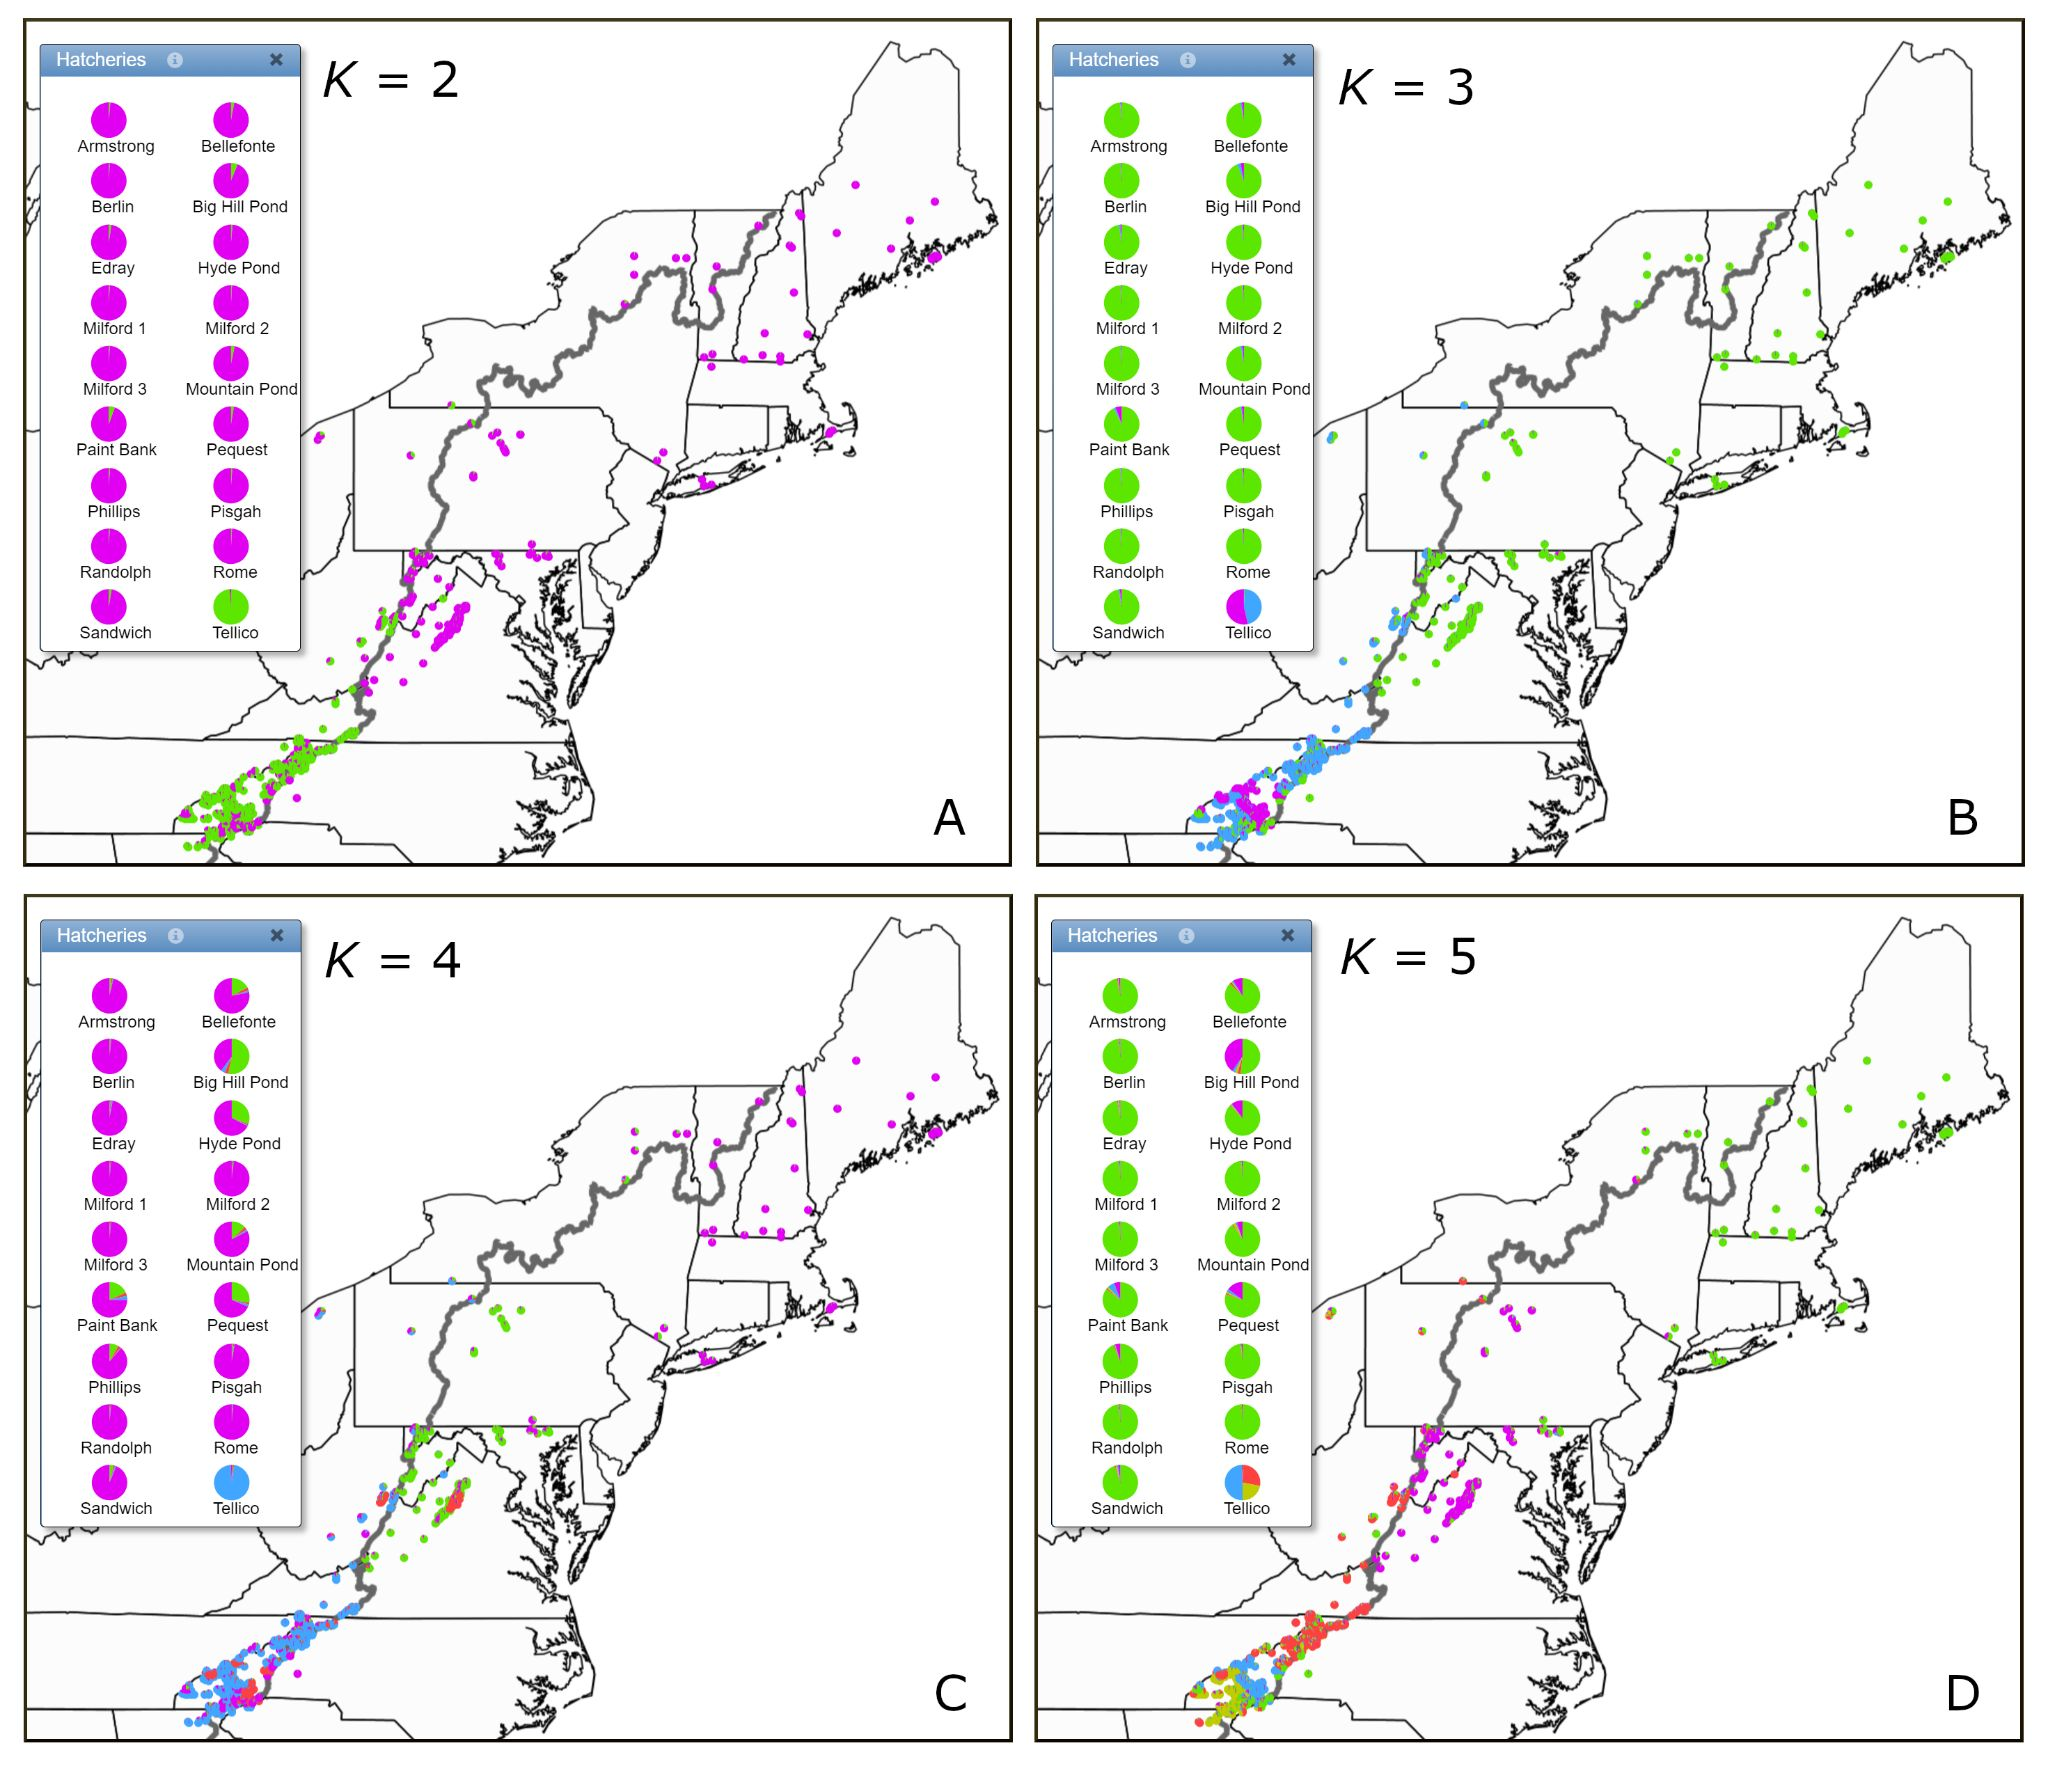 Hatcheries
K = 2
Armstrong Bellefonte
Berlin Big Hill Pond
Edray Hyde Pond
Milford 1 Milford 2
Milford 3 Mountain Pond
Paint Bank Pequest
Phillips Pisgah
Randolph Rome
Sandwich Tellico
A
Hatcheries
K = 3
Armstrong Bellefonte
Berlin Big Hill Pond
Edray Hyde Pond
Milford 1 Milford 2
Milford 3 Mountain Pond
Paint Bank Pequest
Phillips Pisgah
Randolph Rome
Sandwich Tellico
B
Hatcheries
K = 4
Armstrong Bellefonte
Berlin Big Hill Pond
Edray Hyde Pond
Milford 1 Milford 2
Milford 3 Mountain Pond
Paint Bank Pequest
Phillips Pisgah
Randolph Rome
Sandwich Tellico
C
Hatcheries
K = 5
Armstrong Bellefonte
Berlin Big Hill Pond
Edray Hyde Pond
Milford 1 Milford 2
Milford 3 Mountain Pond
Paint Bank Pequest
Phillips Pisgah
Randolph Rome
Sandwich Tellico
D